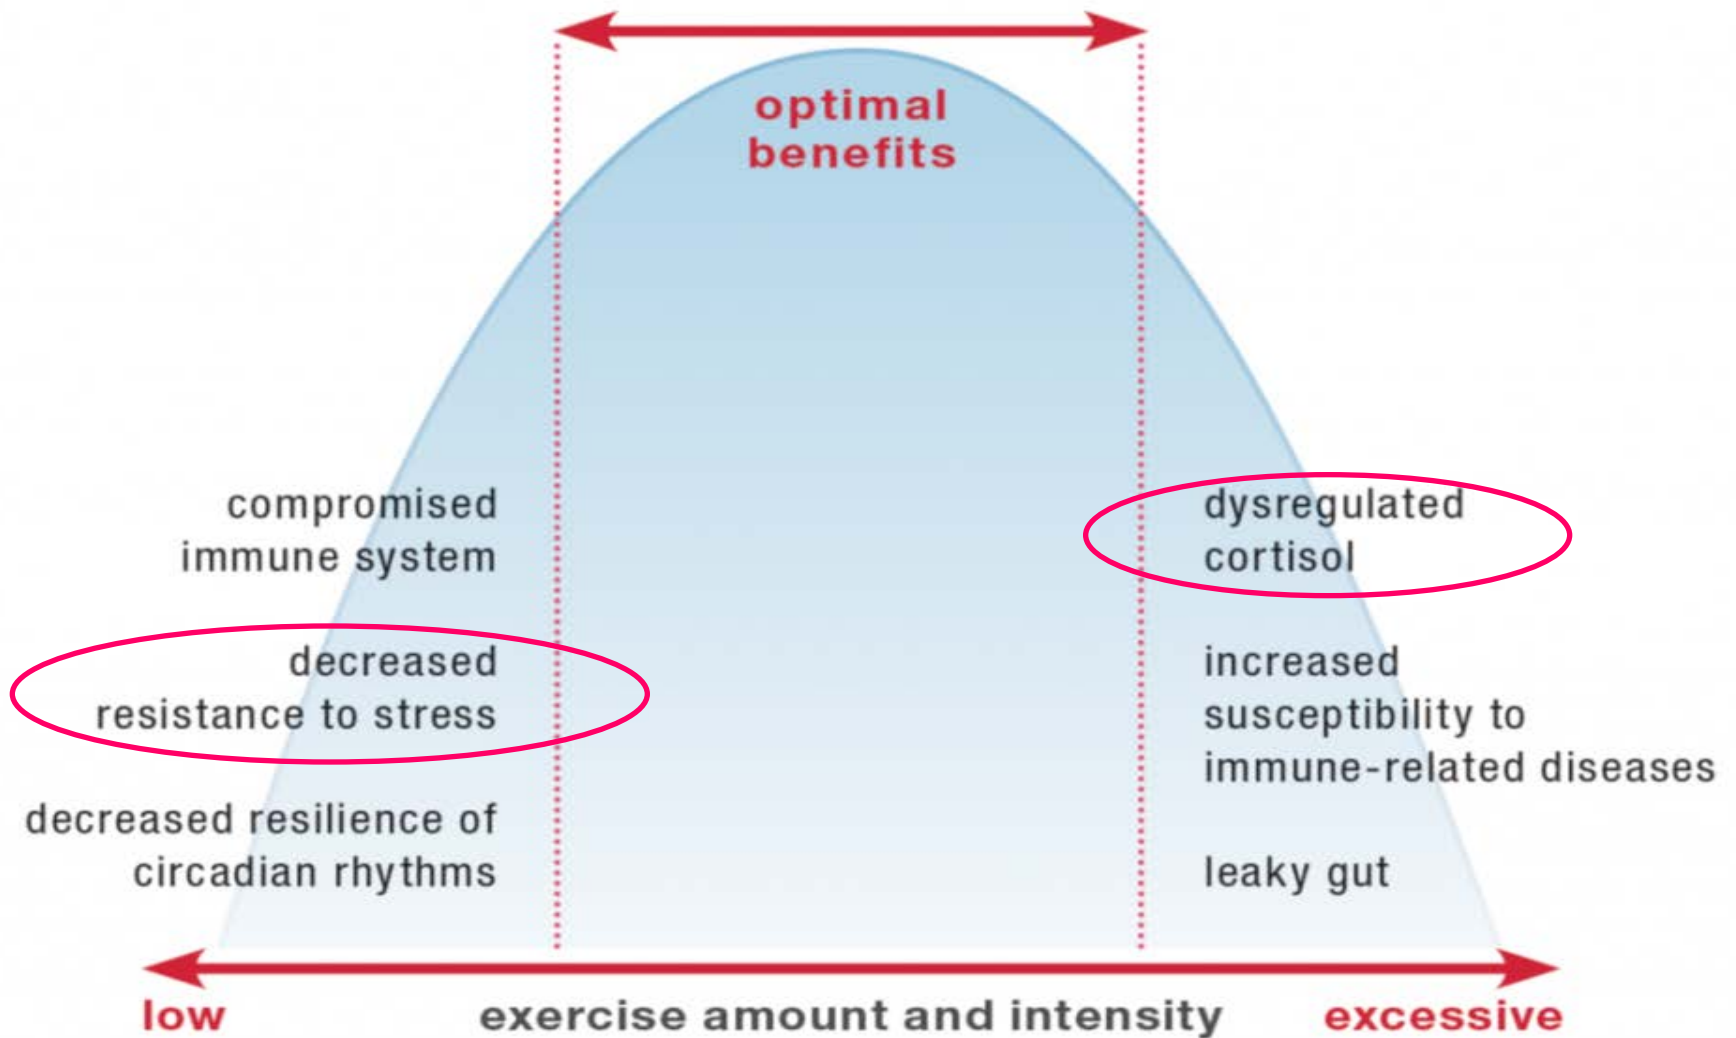 optimal
benefits
compromised
immune system
decreased
resistance to stress
decreased resilience of
circadian rhythms
dysregulated
cortisol
increased
susceptibility to
immune-related diseases
leaky gut
low
exercise amount and intensity
excessive